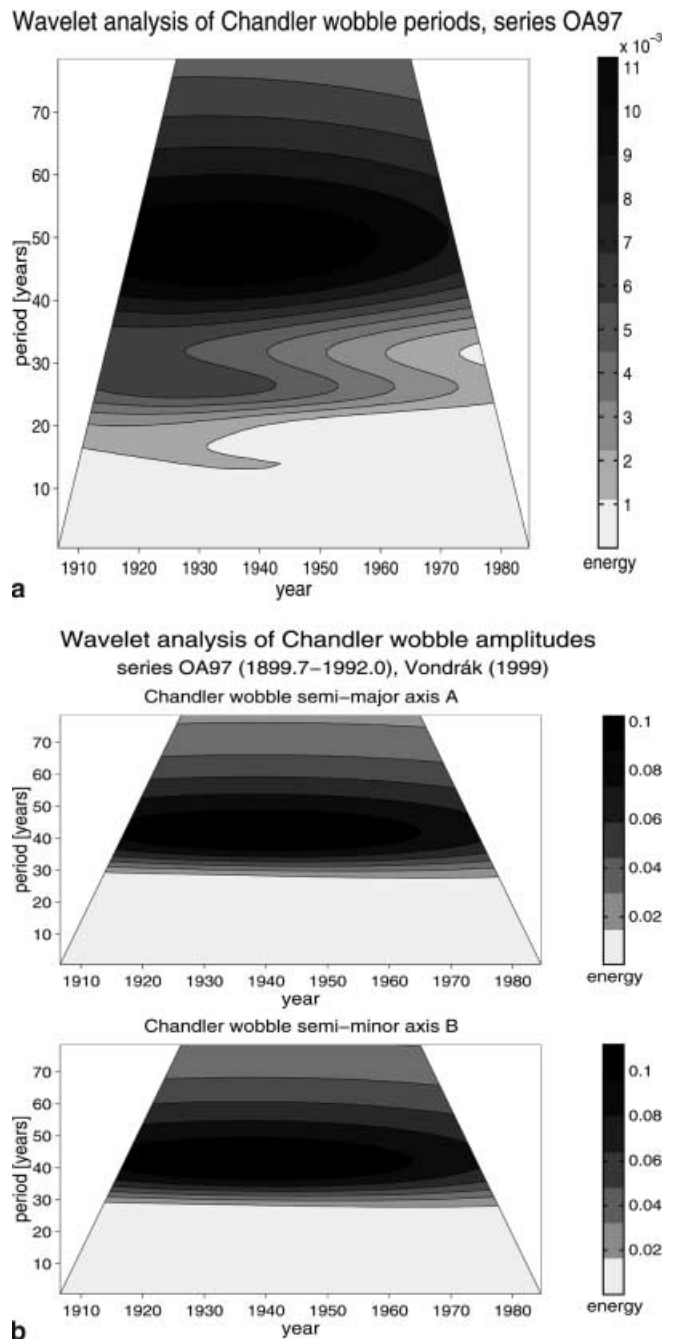 Wavelet analysis of Chandler wobble periods, series OA97
x 10⁻³
11
10
9
8
7
6
5
4
3
2
1
energy
70
60
50
40
30
20
10
period [years]
1910 1920 1930 1940 1950 1960 1970 1980
year
a
Wavelet analysis of Chandler wobble amplitudes
series OA97 (1899.7–1992.0), Vondrák (1999)
Chandler wobble semi–major axis A
70
60
50
40
30
20
10
period [years]
1910 1920 1930 1940 1950 1960 1970 1980
year
0.1
0.08
0.06
0.04
0.02
energy
Chandler wobble semi–minor axis B
70
60
50
40
30
20
10
period [years]
1910 1920 1930 1940 1950 1960 1970 1980
year
0.1
0.08
0.06
0.04
0.02
energy
b